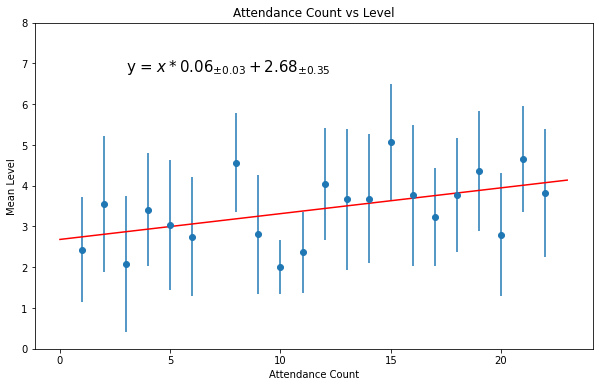 Attendance Count vs Level
8
y = x * 0.06±0.03 + 2.68±0.35
7
6
5
4
3
2
1
0
Mean Level
0 5 10 15 20
Attendance Count